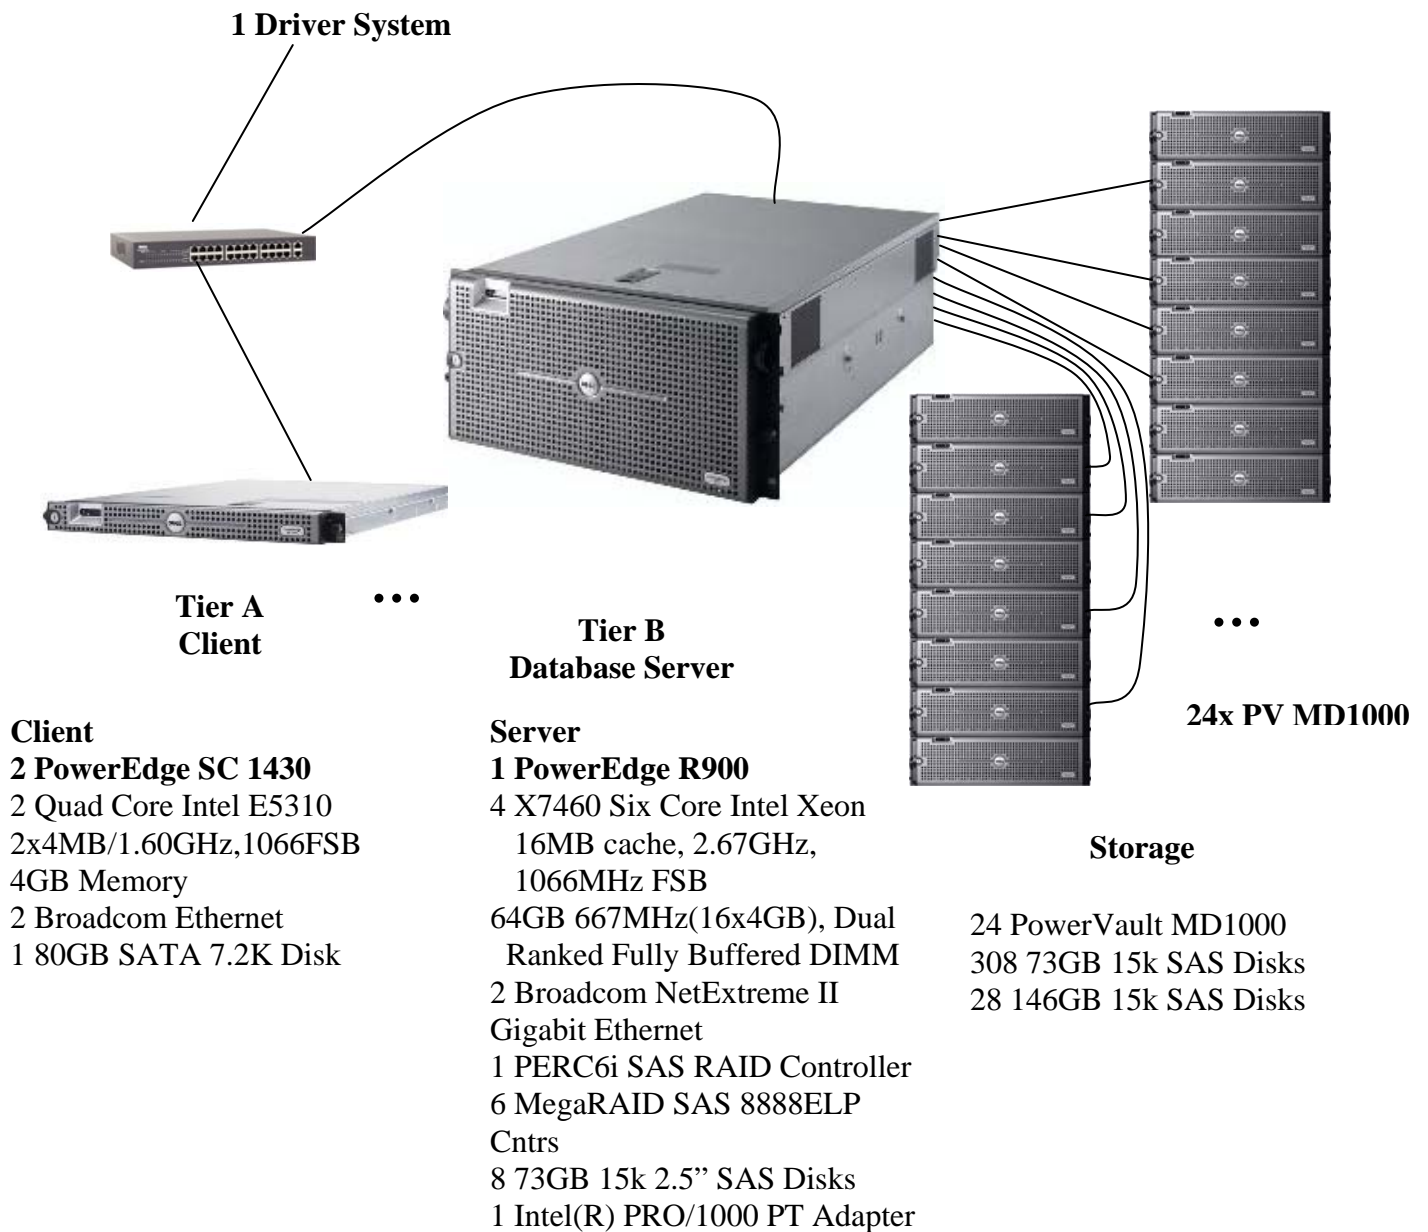 1 Driver System
Tier A
Client
...
Tier B
Database Server
...
24x PV MD1000
Client
2 PowerEdge SC 1430
2 Quad Core Intel E5310
2x4MB/1.60GHz,1066FSB
4GB Memory
2 Broadcom Ethernet
1 80GB SATA 7.2K Disk
Server
1 PowerEdge R900
4 X7460 Six Core Intel Xeon
16MB cache, 2.67GHz,
1066MHz FSB
64GB 667MHz(16x4GB), Dual
Ranked Fully Buffered DIMM
2 Broadcom NetExtreme II
Gigabit Ethernet
1 PERC6i SAS RAID Controller
6 MegaRAID SAS 8888ELP
Cntrs
8 73GB 15k 2.5” SAS Disks
1 Intel(R) PRO/1000 PT Adapter
Storage
24 PowerVault MD1000
308 73GB 15k SAS Disks
28 146GB 15k SAS Disks